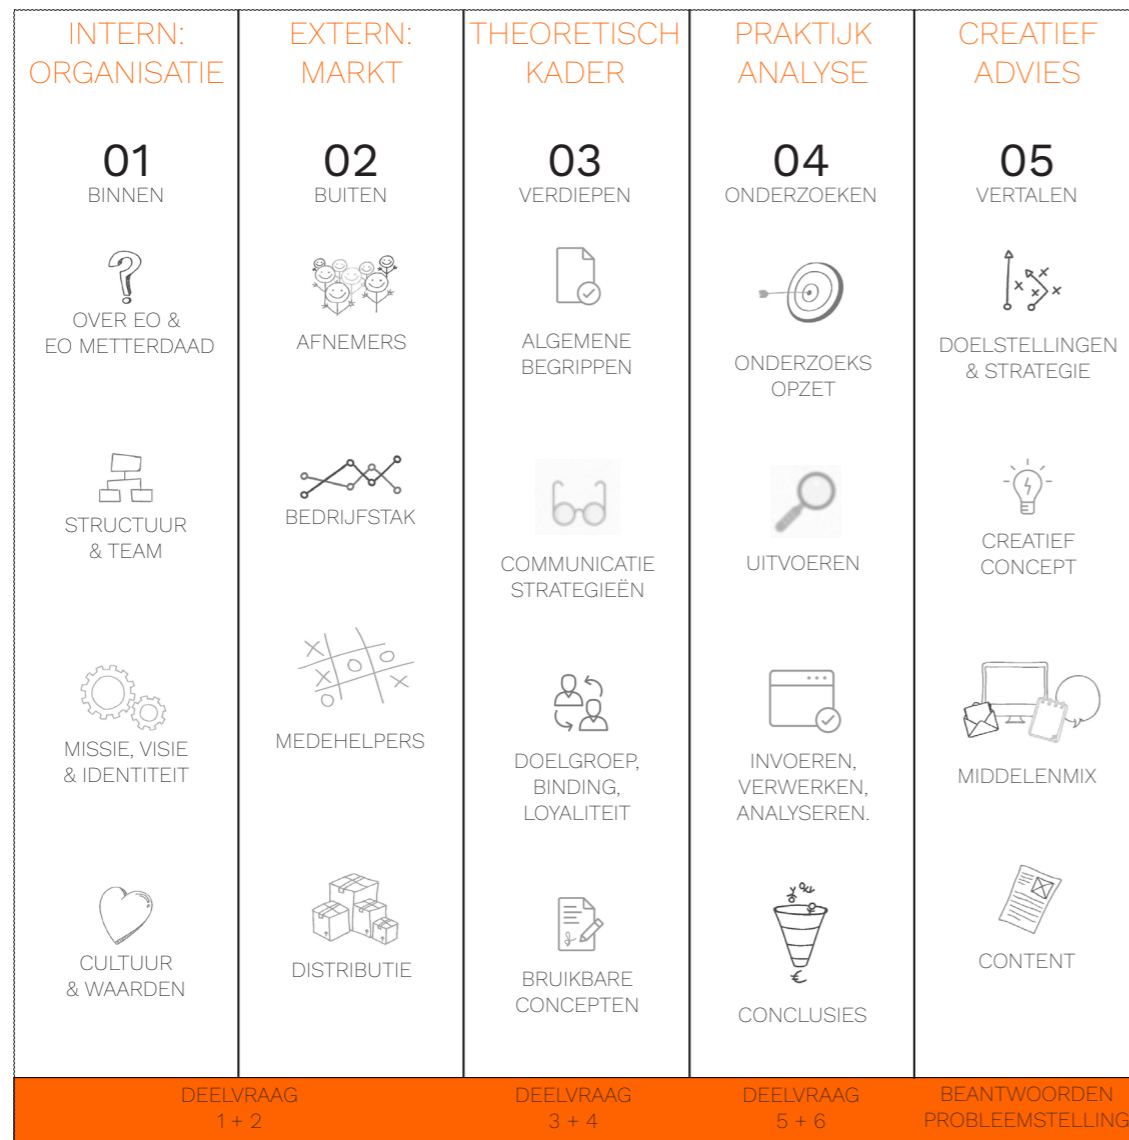 INTERN:
ORGANISATIE
01
BINNEN
OVER EO &
EO METTERDAAD
STRUCTUUR
& TEAM
MISSIE, VISIE
& IDENTITEIT
CULTUUR
& WAARDEN
EXTERN:
MARKT
02
BUITEN
AFNEMERS
BEDRIJFSTAK
MEDEHELPERS
DISTRIBUTIE
DEELVRAAG
1 + 2
THEORETISCH
KADER
03
VERDIEPEN
ALGEMENE
BEGRIPPEN
COMMUNICATIE
STRATEGIEËN
DOELGROEP,
BINDING,
LOYALITEIT
BRUIKBARE
CONCEPTEN
DEELVRAAG
3 + 4
PRAKTIJK
ANALYSE
04
ONDERZOEKEN
ONDERZOEKS
OPZET
UITVOEREN
INVOEREN,
VERWERKEN,
ANALYSEREN.
CONCLUSIES
DEELVRAAG
5 + 6
CREATIEF
ADVIES
05
VERTALEN
DOELSTELLINGEN
& STRATEGIE
CREATIEF
CONCEPT
MIDDELENMIX
CONTENT
BEANTWOORDEN
PROBLEEMSTELLING